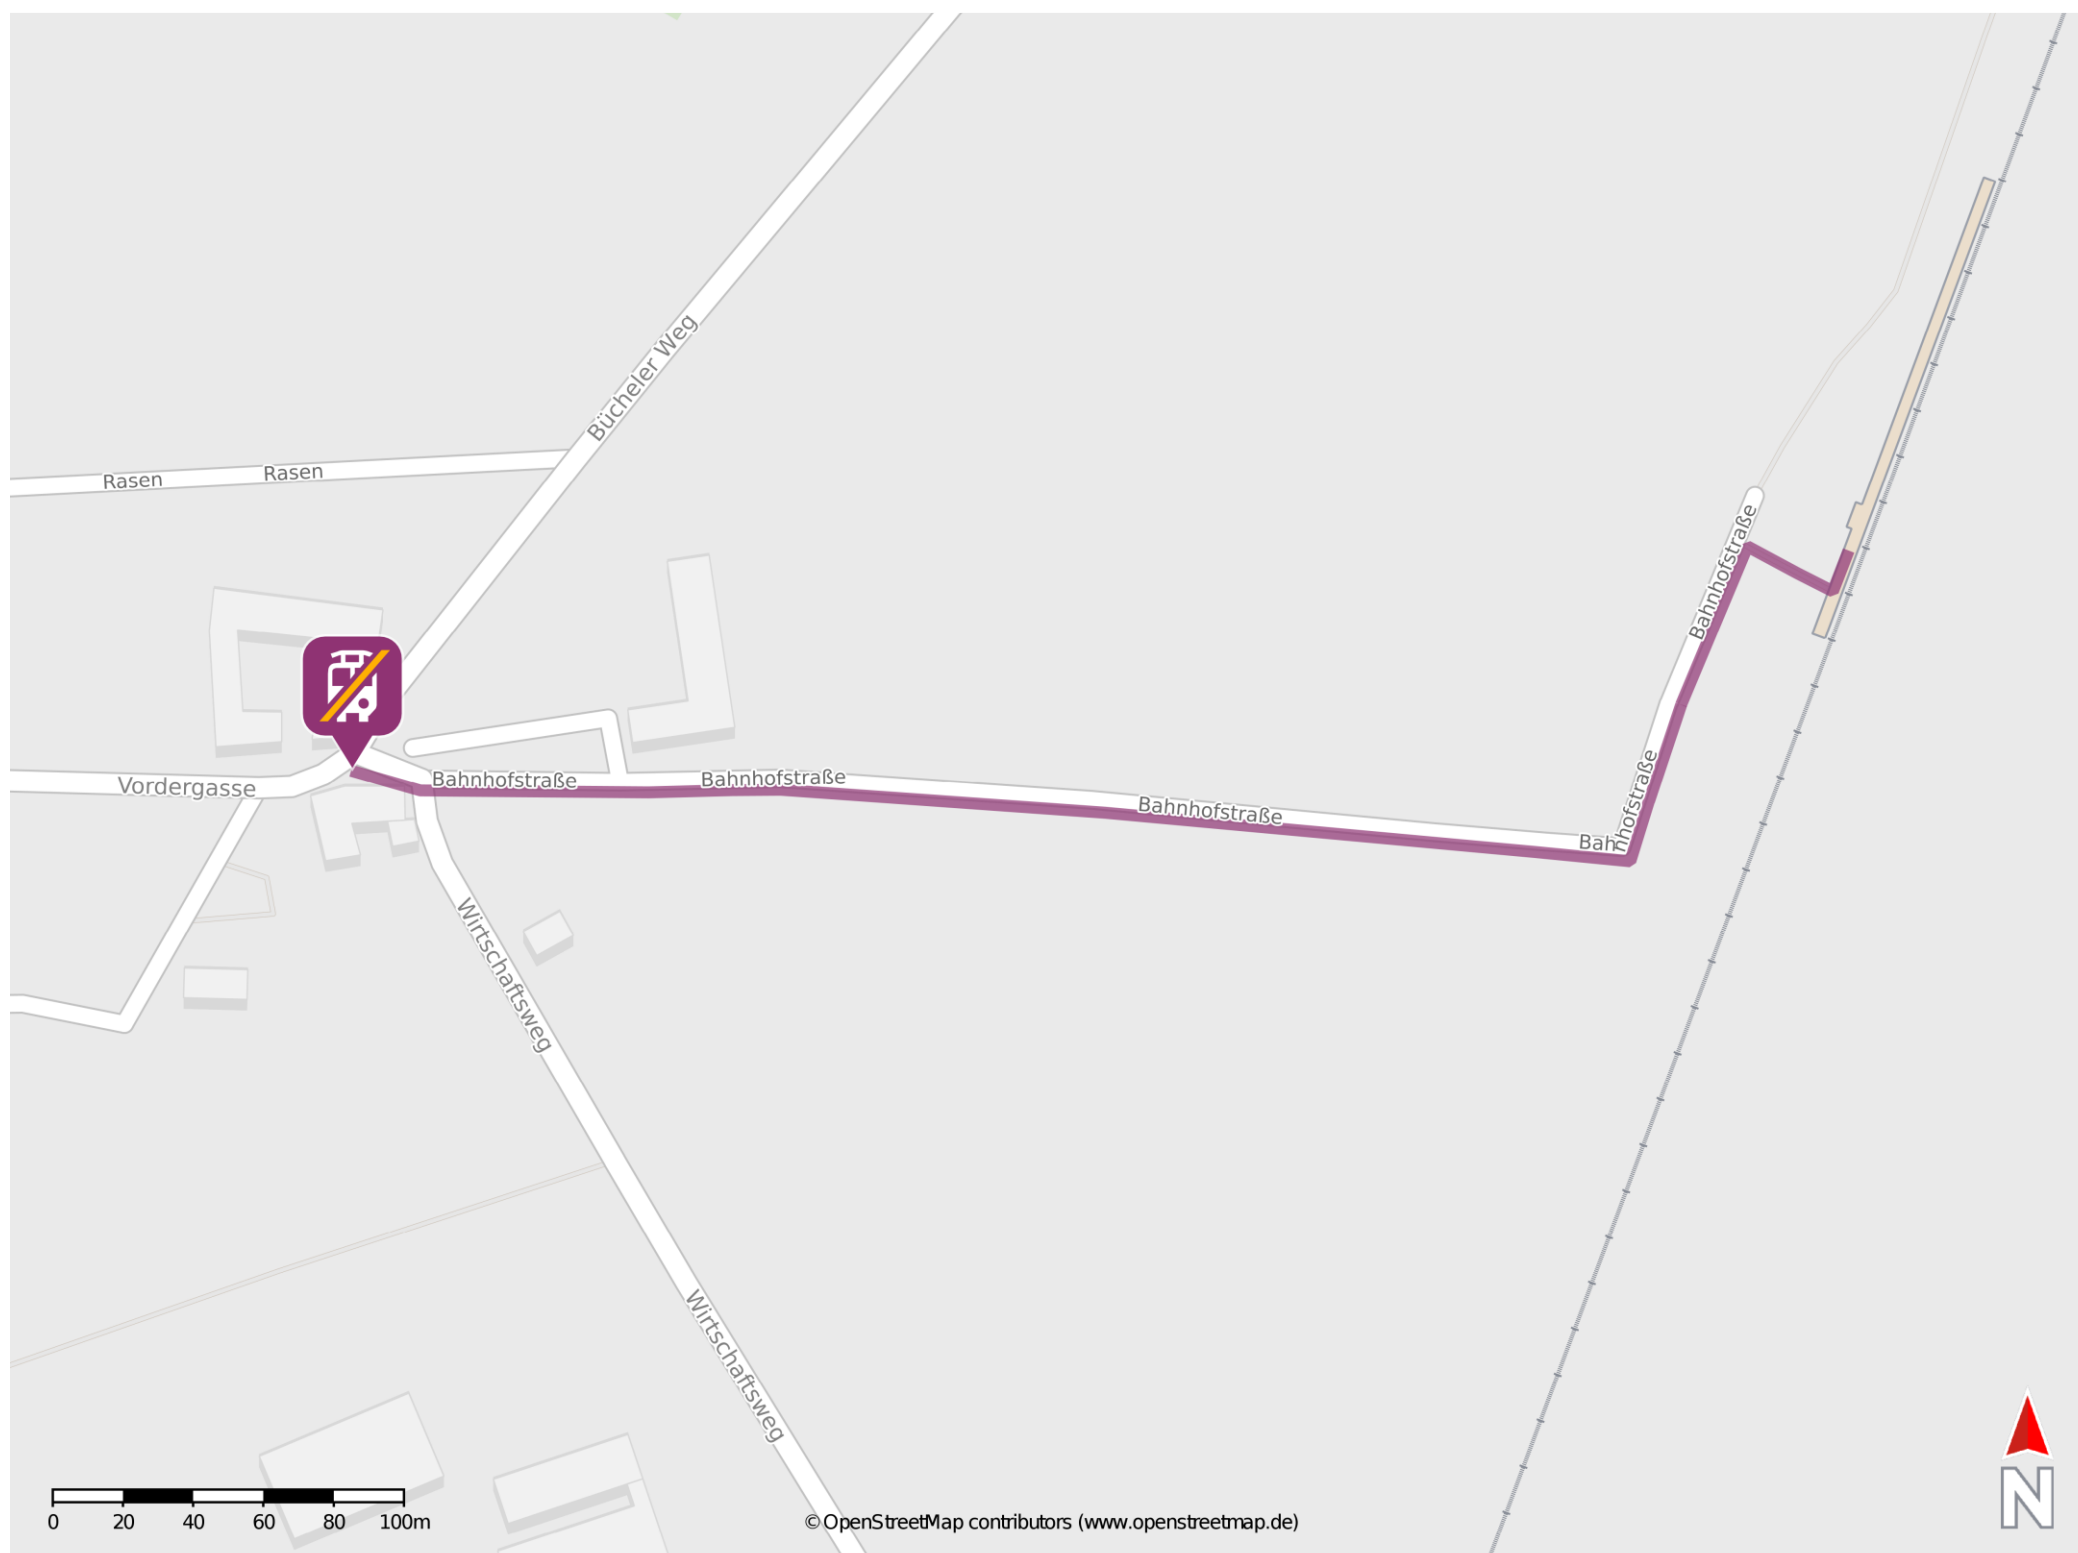 Bücheler Weg
Rasen
Rasen
Bahnhofstraße
Vordergasse
Bahnhofstraße
Bahnhofstraße
Bahnhofstraße
Bahnhofstraße
Wirtschaftsweg
Wirtschaftsweg
N
0 20 40 60 80 100m
© OpenStreetMap contributors (www.openstreetmap.de)